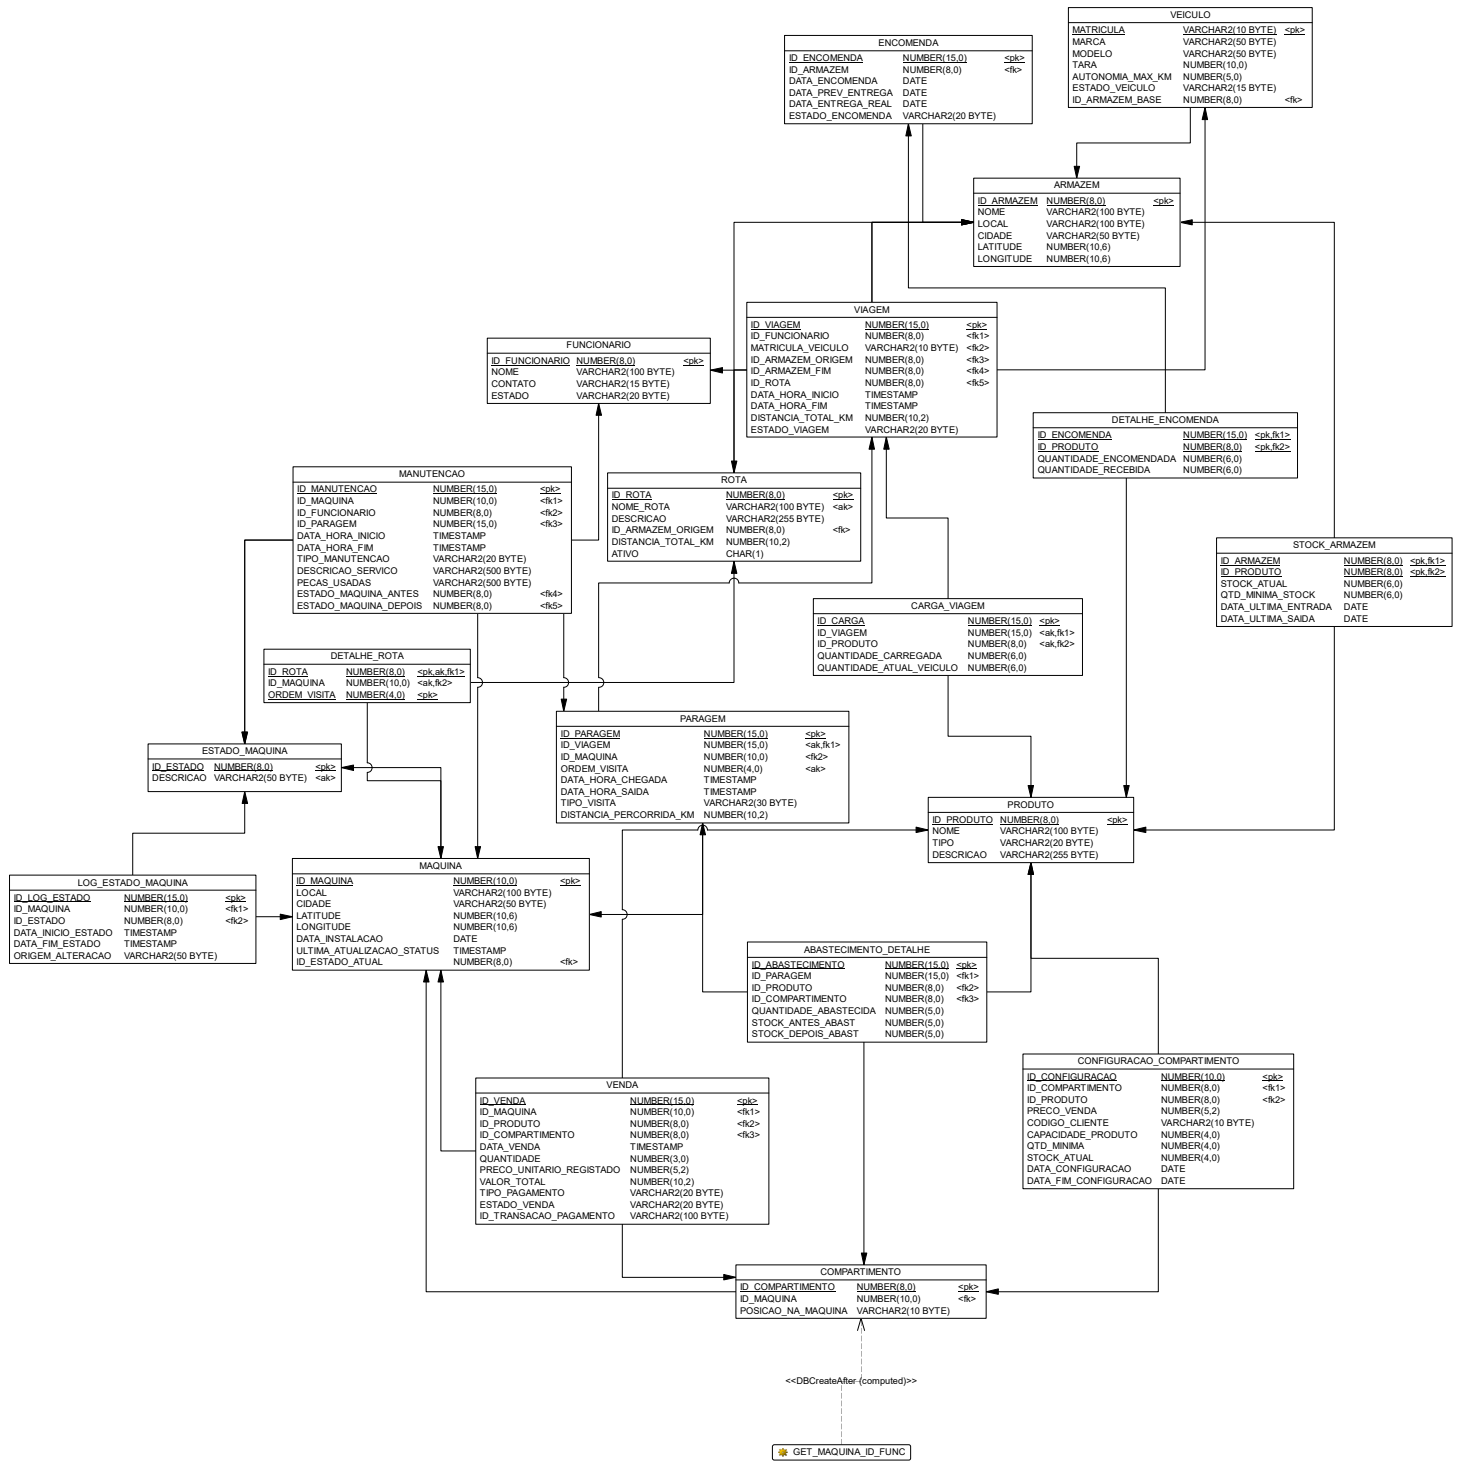 VEICULO
MATRICULA VARCHAR2(10 BYTE) <pk>
MARCA VARCHAR2(50 BYTE)
MODELO VARCHAR2(50 BYTE)
TARA NUMBER(10,0)
AUTONOMIA_MAX_KM NUMBER(5,0)
ESTADO_VEICULO VARCHAR2(15 BYTE)
ID_ARMAZEM_BASE NUMBER(8,0) <fk>
ENCOMENDA
ID_ENCOMENDA NUMBER(15,0) <pk>
ID_ARMAZEM NUMBER(8,0) <fk>
DATA_ENCOMENDA DATE
DATA_PREV_ENTREGA DATE
DATA_ENTREGA_REAL DATE
ESTADO_ENCOMENDA VARCHAR2(20 BYTE)
ARMAZEM
ID_ARMAZEM NUMBER(8,0) <pk>
NOME VARCHAR2(100 BYTE)
LOCAL VARCHAR2(100 BYTE)
CIDADE VARCHAR2(50 BYTE)
LATITUDE NUMBER(10,6)
LONGITUDE NUMBER(10,6)
VIAGEM
ID_VIAGEM NUMBER(15,0) <pk>
ID_FUNCIONARIO NUMBER(8,0) <fk1>
MATRICULA_VEICULO VARCHAR2(10 BYTE) <fk2>
ID_ARMAZEM_ORIGEM NUMBER(8,0) <fk3>
ID_ARMAZEM_FIM NUMBER(8,0) <fk4>
ID_ROTA NUMBER(8,0) <fk5>
DATA_HORA_INICIO TIMESTAMP
DATA_HORA_FIM TIMESTAMP
DISTANCIA_TOTAL_KM NUMBER(10,2)
ESTADO_VIAGEM VARCHAR2(20 BYTE)
FUNCIONARIO
ID_FUNCIONARIO NUMBER(8,0) <pk>
NOME VARCHAR2(100 BYTE)
CONTATO VARCHAR2(15 BYTE)
ESTADO VARCHAR2(20 BYTE)
DETALHE_ENCOMENDA
ID_ENCOMENDA NUMBER(15,0) <pk,fk1>
ID_PRODUTO NUMBER(8,0) <pk,fk2>
QUANTIDADE_ENCOMENDADA NUMBER(6,0)
QUANTIDADE_RECEBIDA NUMBER(6,0)
MANUTENCAO
ID_MANUTENCAO NUMBER(15,0) <pk>
ID_MAQUINA NUMBER(10,0) <fk1>
ID_FUNCIONARIO NUMBER(8,0) <fk2>
ID_PARAGEM NUMBER(15,0) <fk3>
DATA_HORA_INICIO TIMESTAMP
DATA_HORA_FIM TIMESTAMP
TIPO_MANUTENCAO VARCHAR2(20 BYTE)
DESCRICAO_SERVICO VARCHAR2(500 BYTE)
PECAS_USADAS VARCHAR2(500 BYTE)
ESTADO_MAQUINA_ANTES NUMBER(8,0) <fk4>
ESTADO_MAQUINA_DEPOIS NUMBER(8,0) <fk5>
ROTA
ID_ROTA NUMBER(8,0) <pk>
NOME_ROTA VARCHAR2(100 BYTE) <ak>
DESCRICAO VARCHAR2(255 BYTE)
ID_ARMAZEM_ORIGEM NUMBER(8,0) <fk>
DISTANCIA_TOTAL_KM NUMBER(10,2)
ATIVO CHAR(1)
STOCK_ARMAZEM
ID_ARMAZEM NUMBER(8,0) <pk,fk1>
ID_PRODUTO NUMBER(8,0) <pk,fk2>
STOCK_ATUAL NUMBER(6,0)
QTD_MINIMA_STOCK NUMBER(6,0)
DATA_ULTIMA_ENTRADA DATE
DATA_ULTIMA_SAIDA DATE
CARGA_VIAGEM
ID_CARGA NUMBER(15,0) <pk>
ID_VIAGEM NUMBER(15,0) <ak,fk1>
ID_PRODUTO NUMBER(8,0) <ak,fk2>
QUANTIDADE_CARREGADA NUMBER(6,0)
QUANTIDADE_ATUAL_VEICULO NUMBER(6,0)
DETALHE_ROTA
ID_ROTA NUMBER(8,0) <pk,ak,fk1>
ID_MAQUINA NUMBER(10,0) <ak,fk2>
ORDEM_VISITA NUMBER(4,0) <pk>
PARAGEM
ID_PARAGEM NUMBER(15,0) <pk>
ID_VIAGEM NUMBER(15,0) <ak,fk1>
ID_MAQUINA NUMBER(10,0) <fk2>
ORDEM_VISITA NUMBER(4,0) <ak>
DATA_HORA_CHEGADA TIMESTAMP
DATA_HORA_SAIDA TIMESTAMP
TIPO_VISITA VARCHAR2(30 BYTE)
DISTANCIA_PERCORRIDA_KM NUMBER(10,2)
ESTADO_MAQUINA
ID_ESTADO NUMBER(8,0) <pk>
DESCRICAO VARCHAR2(50 BYTE) <ak>
PRODUTO
ID_PRODUTO NUMBER(8,0) <pk>
NOME VARCHAR2(100 BYTE)
TIPO VARCHAR2(20 BYTE)
DESCRICAO VARCHAR2(255 BYTE)
MAQUINA
ID_MAQUINA NUMBER(10,0) <pk>
LOCAL VARCHAR2(100 BYTE)
CIDADE VARCHAR2(50 BYTE)
LATITUDE NUMBER(10,6)
LONGITUDE NUMBER(10,6)
DATA_INSTALACAO DATE
ULTIMA_ATUALIZACAO_STATUS TIMESTAMP
ID_ESTADO_ATUAL NUMBER(8,0) <fk>
LOG_ESTADO_MAQUINA
ID_LOG_ESTADO NUMBER(15,0) <pk>
ID_MAQUINA NUMBER(10,0) <fk1>
ID_ESTADO NUMBER(8,0) <fk2>
DATA_INICIO_ESTADO TIMESTAMP
DATA_FIM_ESTADO TIMESTAMP
ORIGEM_ALTERACAO VARCHAR2(50 BYTE)
ABASTECIMENTO_DETALHE
ID_ABASTECIMENTO NUMBER(15,0) <pk>
ID_PARAGEM NUMBER(15,0) <fk1>
ID_PRODUTO NUMBER(8,0) <fk2>
ID_COMPARTIMENTO NUMBER(8,0) <fk3>
QUANTIDADE_ABASTECIDA NUMBER(5,0)
STOCK_ANTES_ABAST NUMBER(5,0)
STOCK_DEPOIS_ABAST NUMBER(5,0)
CONFIGURACAO_COMPARTIMENTO
ID_CONFIGURACAO NUMBER(10,0) <pk>
ID_COMPARTIMENTO NUMBER(8,0) <fk1>
ID_PRODUTO NUMBER(8,0) <fk2>
PRECO_VENDA NUMBER(5,2)
CODIGO_CLIENTE VARCHAR2(10 BYTE)
CAPACIDADE_PRODUTO NUMBER(4,0)
QTD_MINIMA NUMBER(4,0)
STOCK_ATUAL NUMBER(4,0)
DATA_CONFIGURACAO DATE
DATA_FIM_CONFIGURACAO DATE
VENDA
ID_VENDA NUMBER(15,0) <pk>
ID_MAQUINA NUMBER(10,0) <fk1>
ID_PRODUTO NUMBER(8,0) <fk2>
ID_COMPARTIMENTO NUMBER(8,0) <fk3>
DATA_VENDA TIMESTAMP
QUANTIDADE NUMBER(3,0)
PRECO_UNITARIO_REGISTADO NUMBER(5,2)
VALOR_TOTAL NUMBER(10,2)
TIPO_PAGAMENTO VARCHAR2(20 BYTE)
ESTADO_VENDA VARCHAR2(20 BYTE)
ID_TRANSACAO_PAGAMENTO VARCHAR2(100 BYTE)
COMPARTIMENTO
ID_COMPARTIMENTO NUMBER(8,0) <pk>
ID_MAQUINA NUMBER(10,0) <fk>
POSICAO_NA_MAQUINA VARCHAR2(10 BYTE)
<<DBCreateAfter (computed)>>
GET_MAQUINA_ID_FUNC